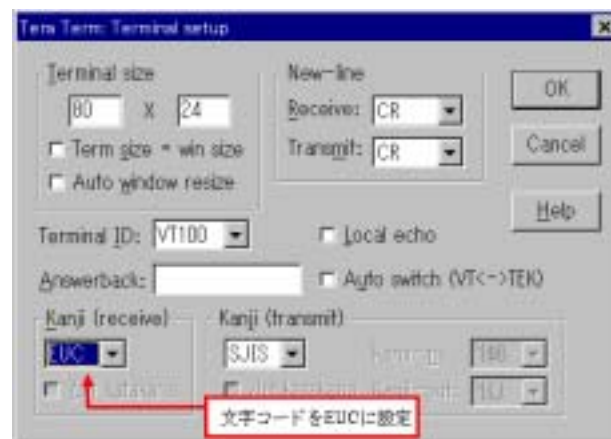 Tera Term: Terminal setup
Terminal size
80 X 24
Term size = win size
Auto window resize
New-line
Receive: CR
Transmit: CR
OK
Cancel
Help
Terminal ID: VT100
Local echo
Answerback:
Auto switch (VT<->TEK)
Kanji (receive)
EUC
Kanji (transmit)
SJIS
文字コードをEUCに設定